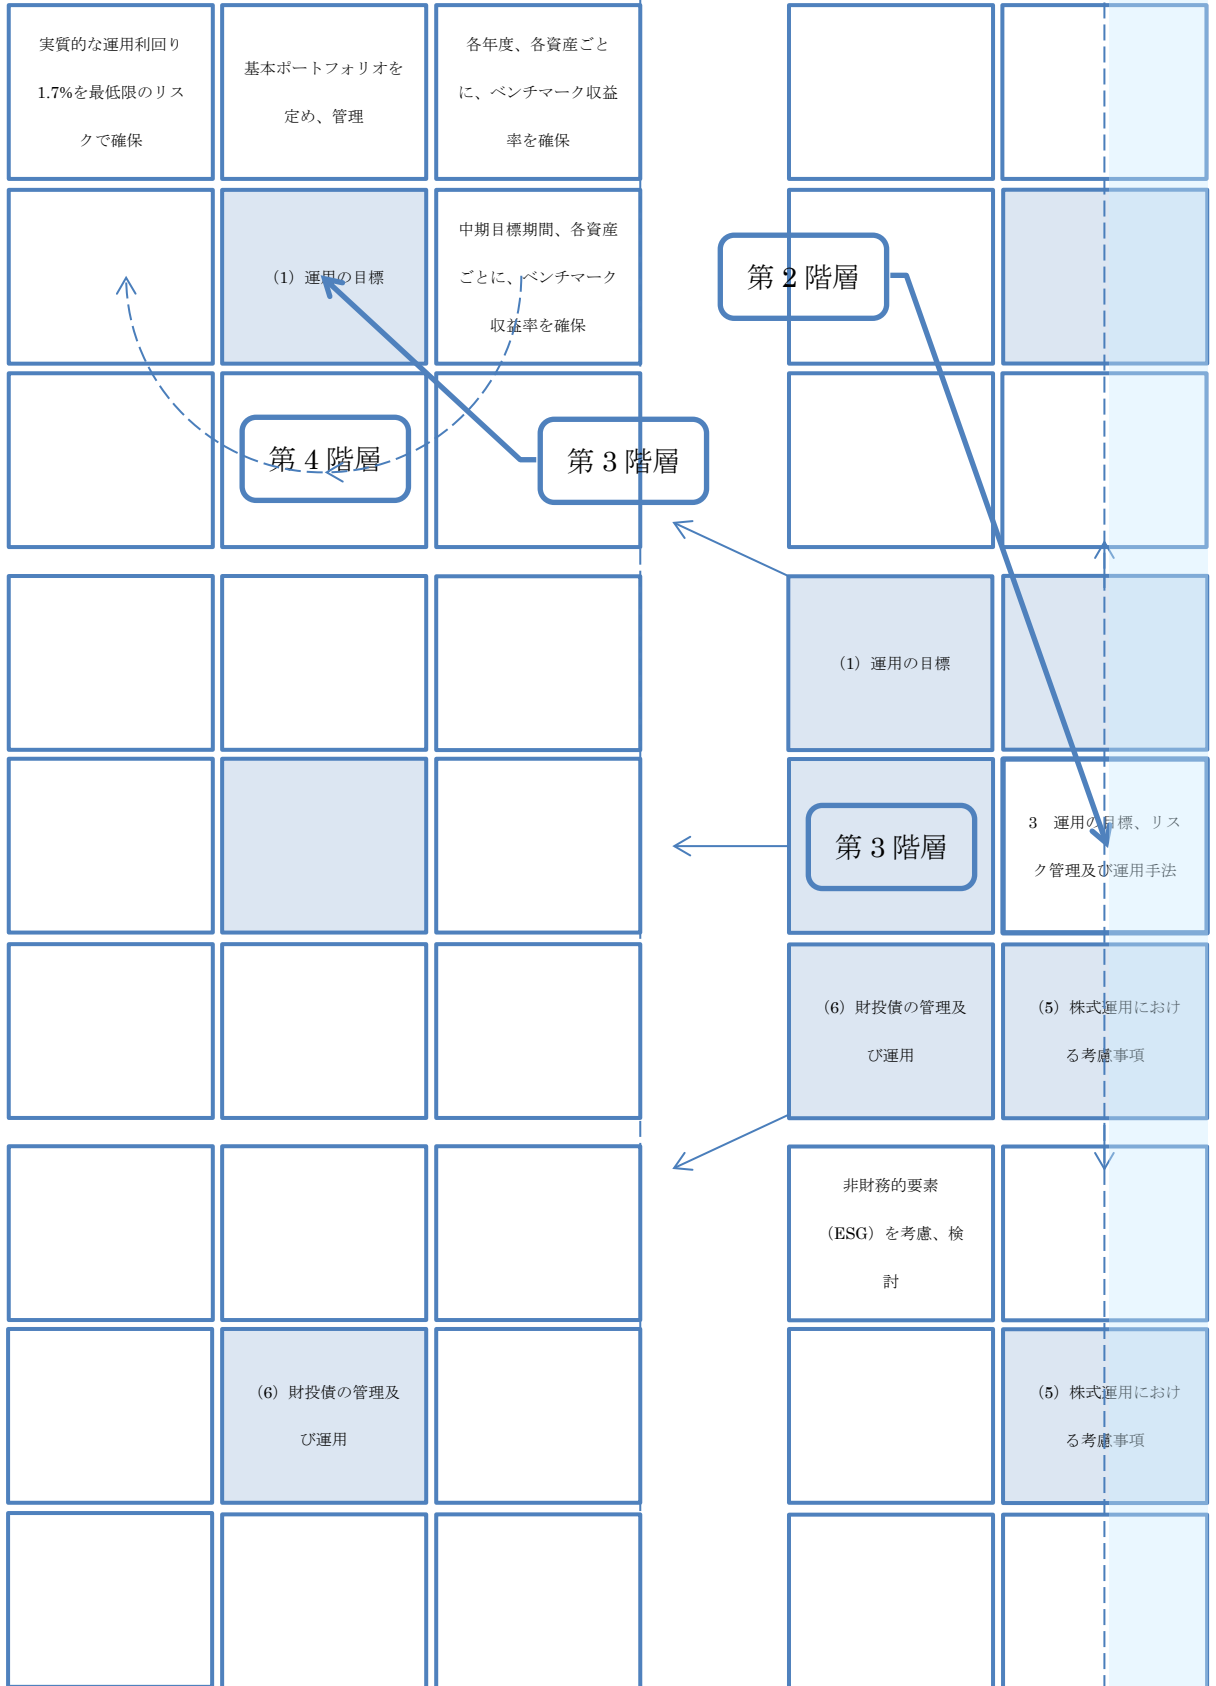 実質的な運用利回り
1.7%を最低限のリス
クで確保
基本ポートフォリオを
定め、管理
各年度、各資産ごと
に、ベンチマーク収益
率を確保
（1）運用の目標
中期目標期間、各資産
ごとに、ベンチマーク
収益率を確保
第 2 階層
第 4 階層
第 3 階層
（1）運用の目標
第 3 階層
3　運用の目標、リス
ク管理及び運用手法
（6）財投債の管理及
び運用
（5）株式運用におけ
る考慮事項
非財務的要素
（ESG）を考慮、検
討
（6）財投債の管理及
び運用
（5）株式運用におけ
る考慮事項